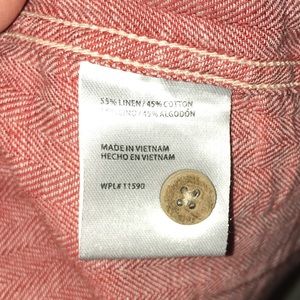 55% LINEN / 45% COTTON
LINO / 45% ALGODÓN
MADE IN VIETNAM
HECHO EN VIETNAM
WPL# 11590